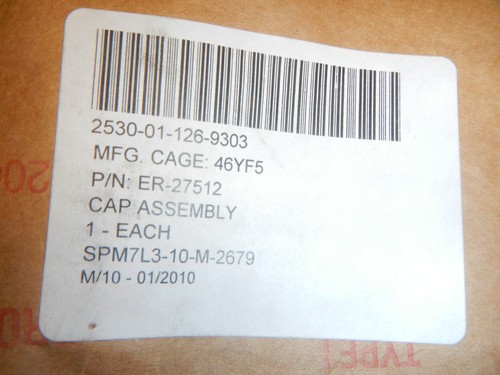 2530-01-126-9303
MFG. CAGE: 46YF5
P/N: ER-27512
CAP ASSEMBLY
1 - EACH
SPM7L3-10-M-2679
M/10 - 01/2010
TYPE